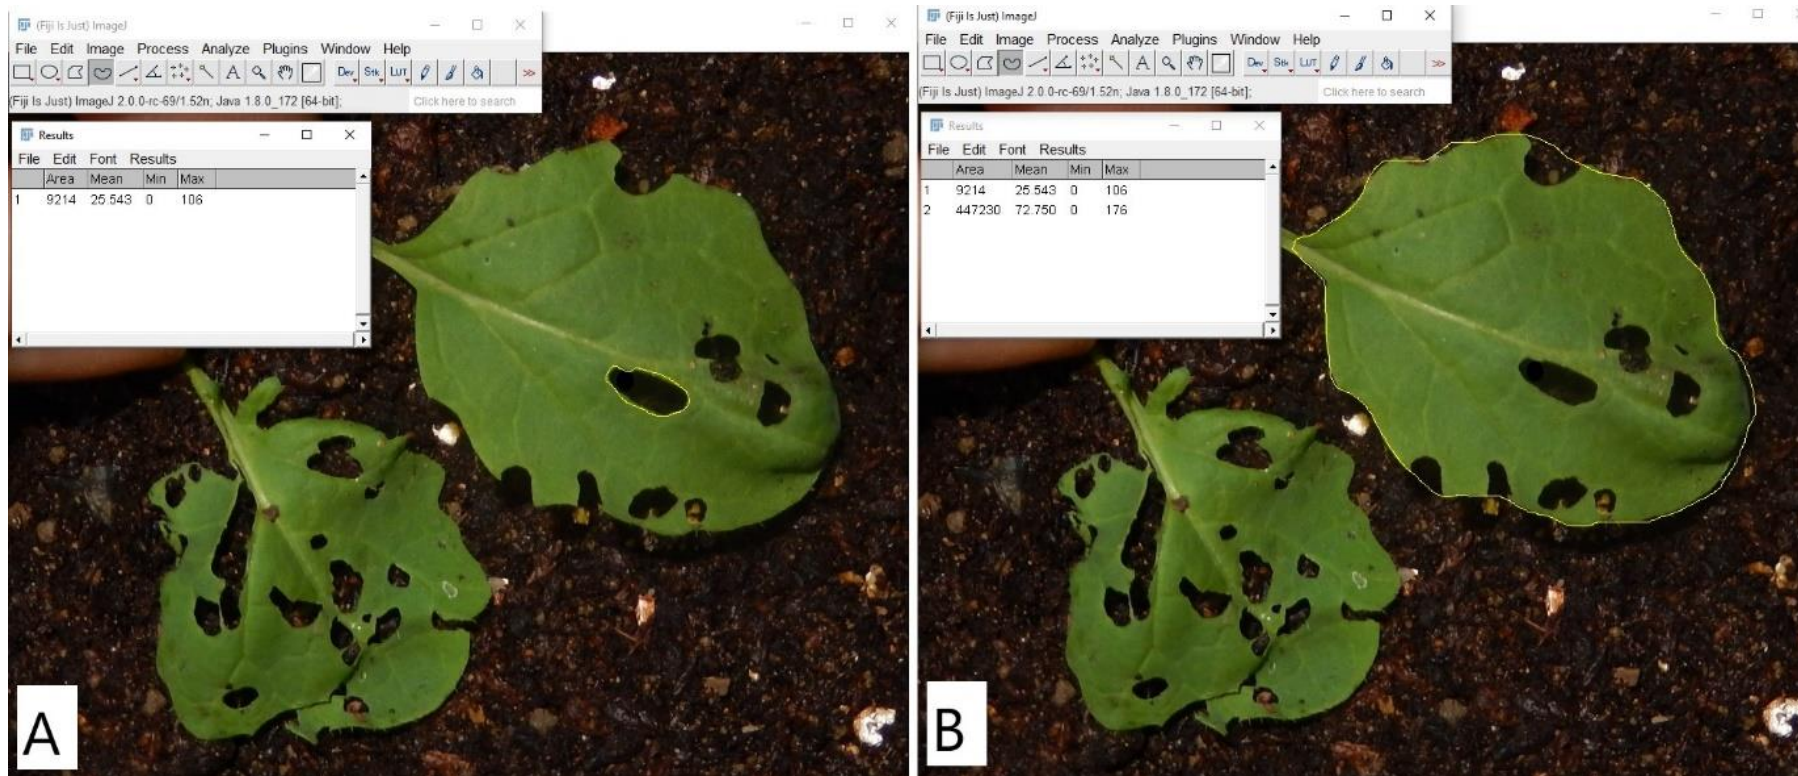 (Fiji Is Just) ImageJ
File Edit Image Process Analyze Plugins Window Help
A Dev Stk LUT >>
(Fiji Is Just) ImageJ 2.0.0-rc-69/1.52n; Java 1.8.0_172 [64-bit]; Click here to search
Results
File Edit Font Results
Area Mean Min Max
1 9214 25.543 0 106
A
(Fiji Is Just) ImageJ
File Edit Image Process Analyze Plugins Window Help
A Dev Stk LUT >>
(Fiji Is Just) ImageJ 2.0.0-rc-69/1.52n; Java 1.8.0_172 [64-bit]; Click here to search
Results
File Edit Font Results
Area Mean Min Max
1 9214 25.543 0 106
2 447230 72.750 0 176
B